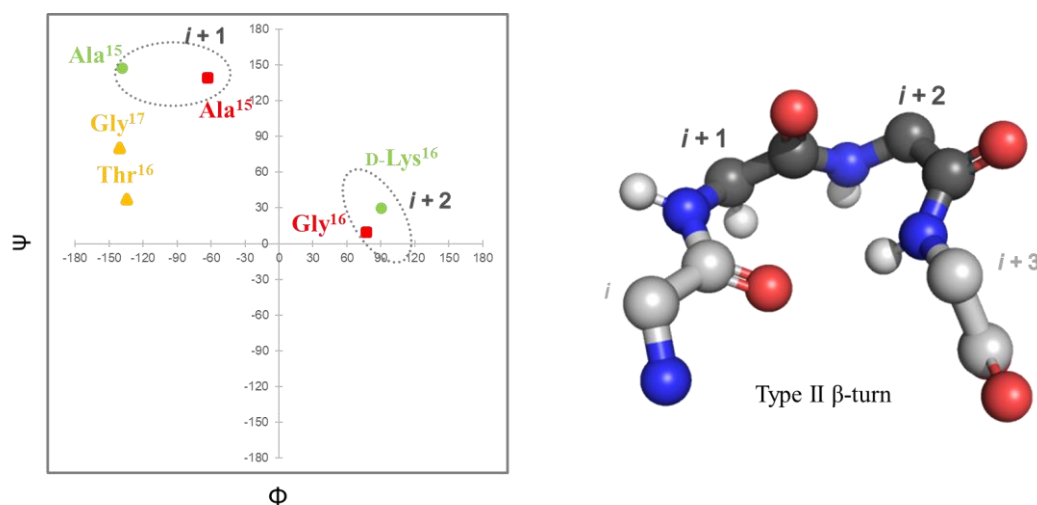 180
i + 1
Ala¹⁵
150
120
Ala¹⁵
Gly¹⁷
90
Thr¹⁶
D-Lys¹⁶
60
30
i + 2
Gly¹⁶
0
-180 -150 -120 -90 -60 -30 0 30 60 90 120 150 180
-30
-60
-90
-120
-150
-180
Ψ
Φ
i + 1
i + 2
i
i + 3
Type II β-turn